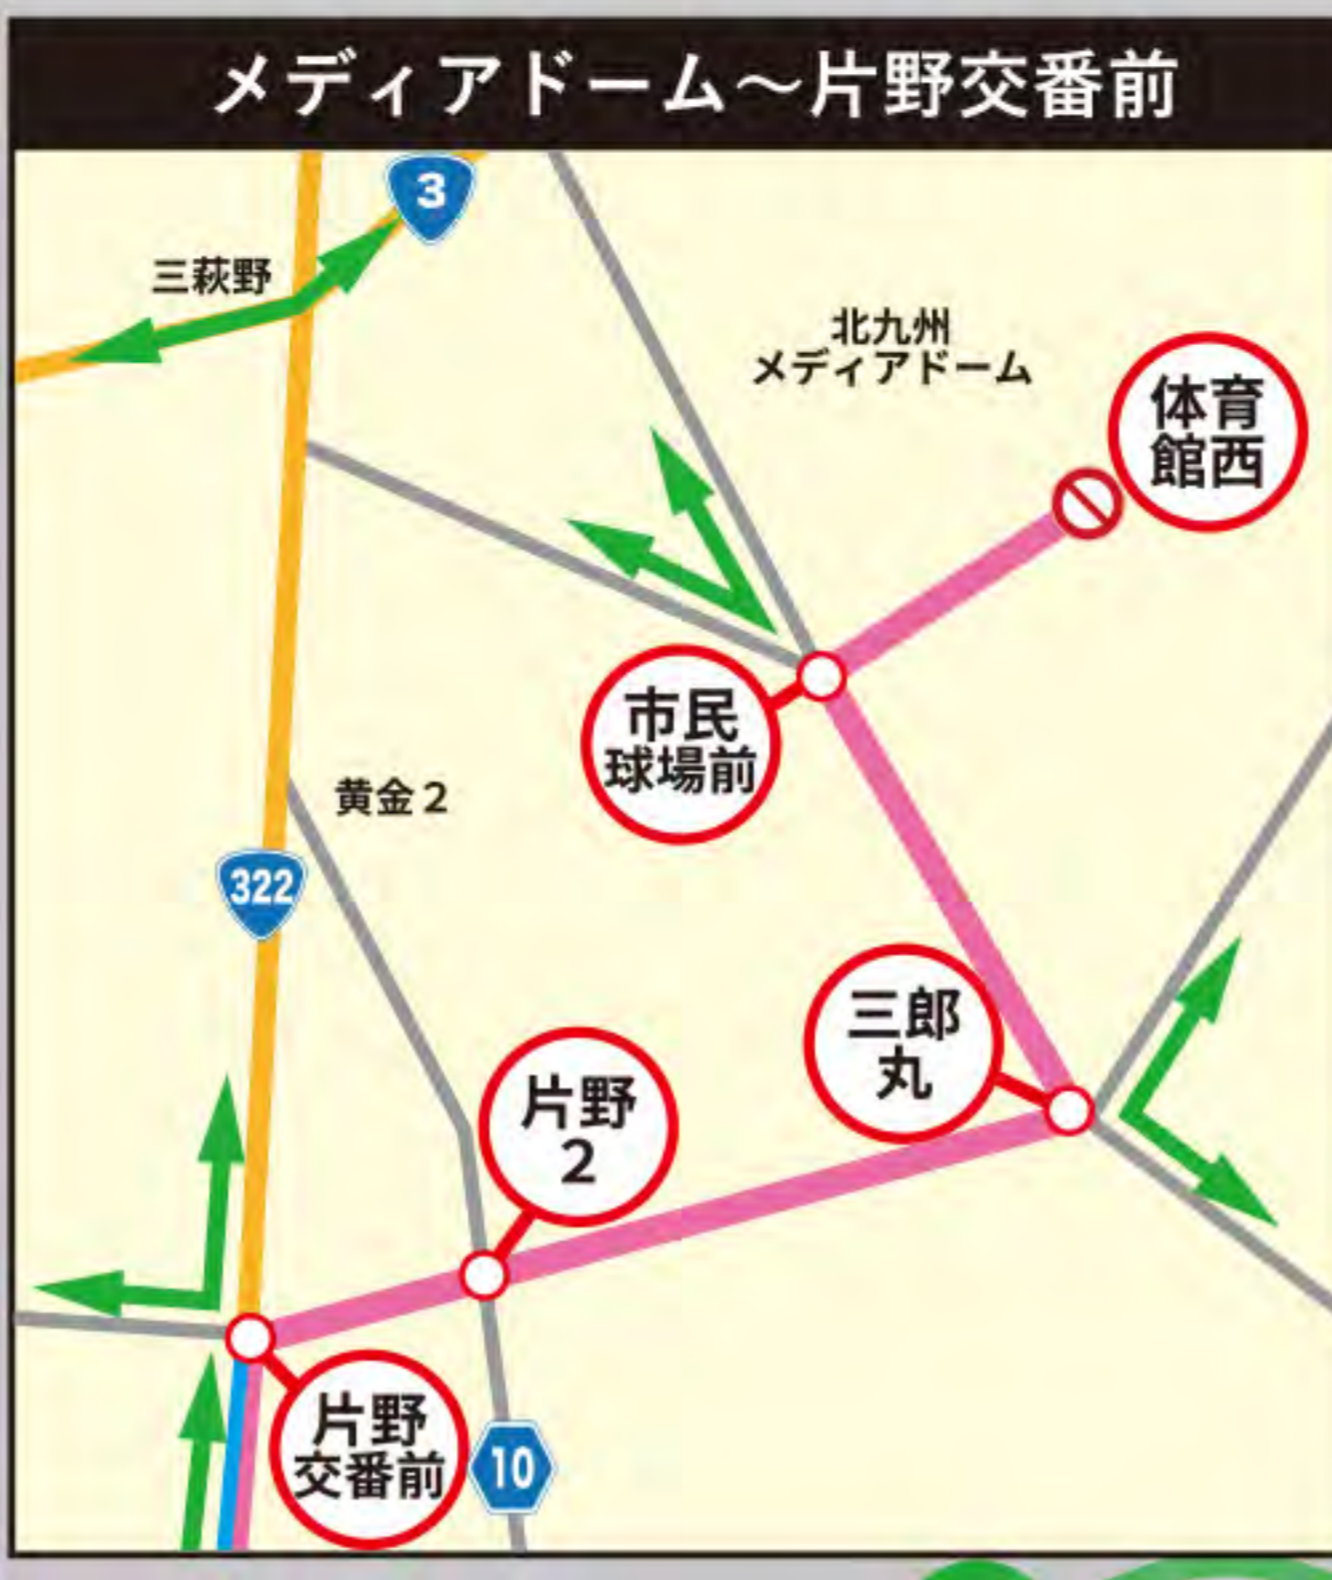 メディアドーム～片野交番前
3
三萩野
北九州
メディアドーム
体育
館西
市民
球場前
黄金２
322
三郎
丸
片野
２
片野
交番前
10